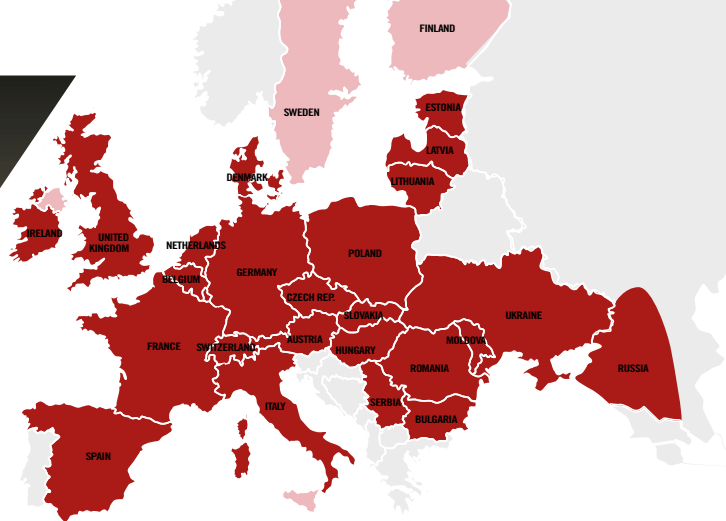 FINLAND
SWEDEN
ESTONIA
LATVIA
LITHUANIA
DENMARK
IRELAND
UNITED
KINGDOM
NETHERLANDS
BELGIUM
GERMANY
POLAND
CZECH REP.
SLOVAKIA
UKRAINE
FRANCE
SWITZERLAND
AUSTRIA
HUNGARY
MOLDOVA
ROMANIA
RUSSIA
ITALY
SERBIA
BULGARIA
SPAIN